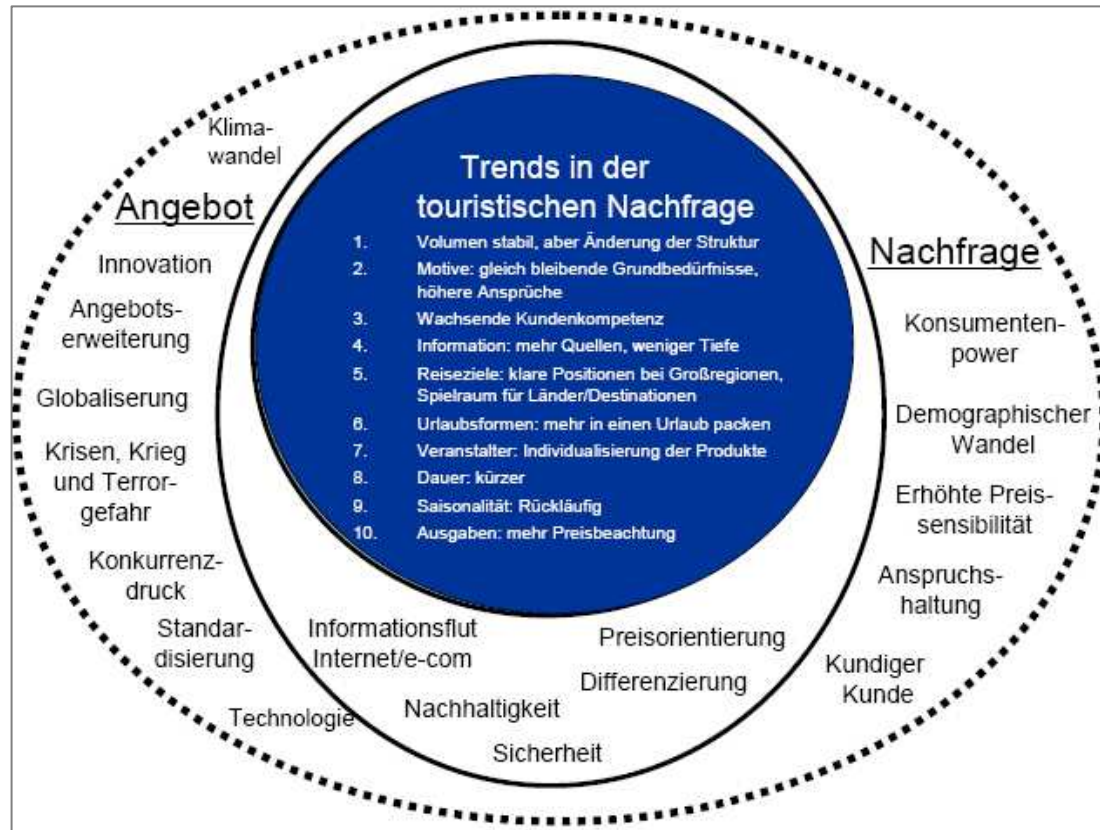 Klima-
wandel
Angebot
Innovation
Angebots-
erweiterung
Globaliserung
Krisen, Krieg
und Terror-
gefahr
Konkurrenz-
druck
Standar-
disierung
Technologie
Trends in der
touristischen Nachfrage
1. Volumen stabil, aber Änderung der Struktur
2. Motive: gleich bleibende Grundbedürfnisse,
höhere Ansprüche
3. Wachsende Kundenkompetenz
4. Information: mehr Quellen, weniger Tiefe
5. Reiseziele: klare Positionen bei Großregionen,
Spielraum für Länder/Destinationen
6. Urlaubsformen: mehr in einen Urlaub packen
7. Veranstalter: Individualisierung der Produkte
8. Dauer: kürzer
9. Saisonalität: Rückläufig
10. Ausgaben: mehr Preisbeachtung
Informationsflut
Internet/e-com
Preisorientierung
Differenzierung
Nachhaltigkeit
Sicherheit
Nachfrage
Konsumenten-
power
Demographischer
Wandel
Erhöhte Preis-
sensibilität
Anspruchs-
haltung
Kundiger
Kunde